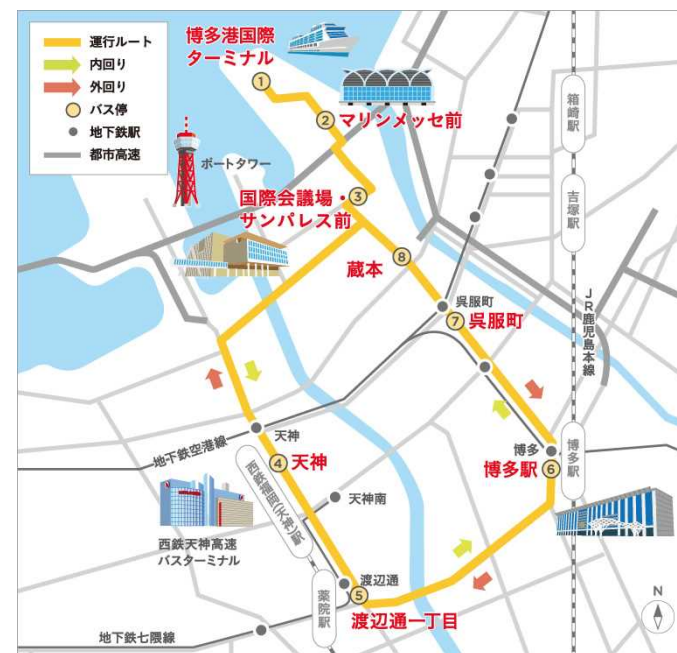 運行ルート
内回り
外回り
バス停
地下鉄駅
都市高速
博多港国際
ターミナル
1
2
マリンメッセ前
ポートタワー
国際会議場・
サンパレス前
3
蔵本
8
呉服町
7
呉服町
箱崎駅
吉塚駅
JR鹿児島本線
博多駅
博多
博多駅
6
天神
地下鉄空港線
4
天神
西鉄福岡(天神)駅
天神南
西鉄天神高速
バスターミナル
渡辺通
5
渡辺通一丁目
薬院駅
地下鉄七隈線
N